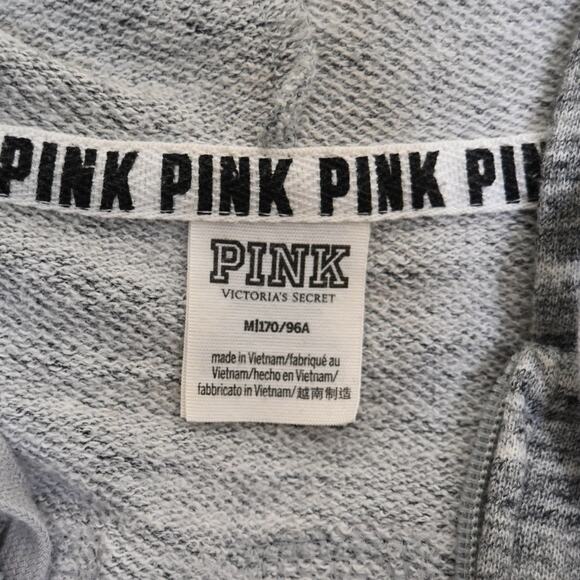 PINK PINK PINK PINK PIN
PINK
VICTORIA'S SECRET
M|170/96A
made in Vietnam/fabriqué au
Vietnam/hecho en Vietnam/
fabbricato in Vietnam/越南制造